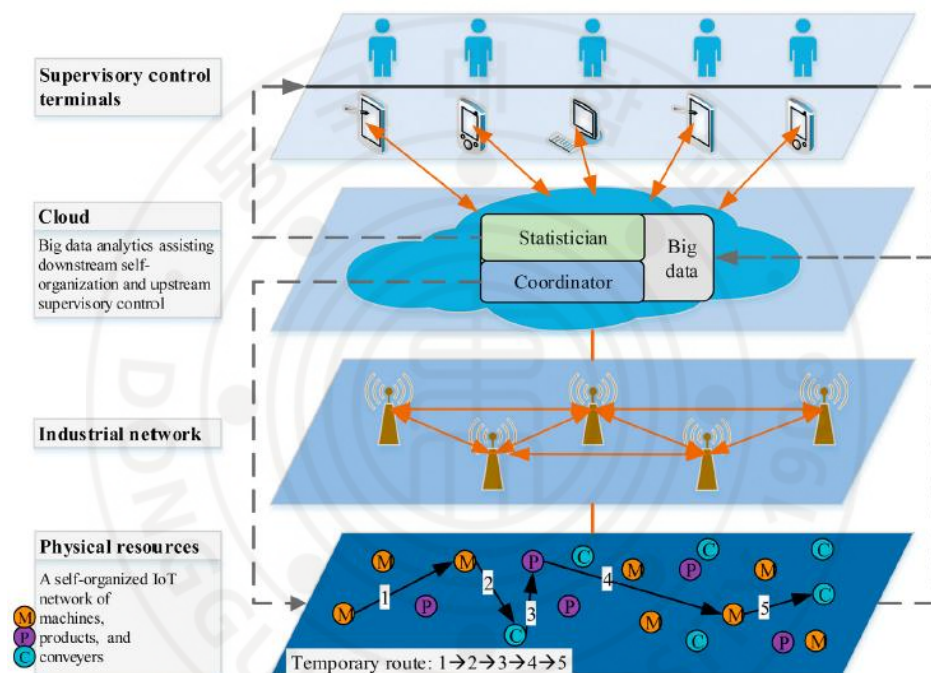 Supervisory control
terminals
Cloud
Big data analytics assisting
downstream self-
organization and upstream
supervisory control
Statistician
Coordinator
Big
data
Industrial network
Physical resources
A self-organized IoT
network of
M machines,
P products, and
C conveyers
M
M
P
C
C
C
M
P
M
1
2
3
4
5
M
P
P
C
M
M
C
M
C
P
M
Temporary route: 1→2→3→4→5